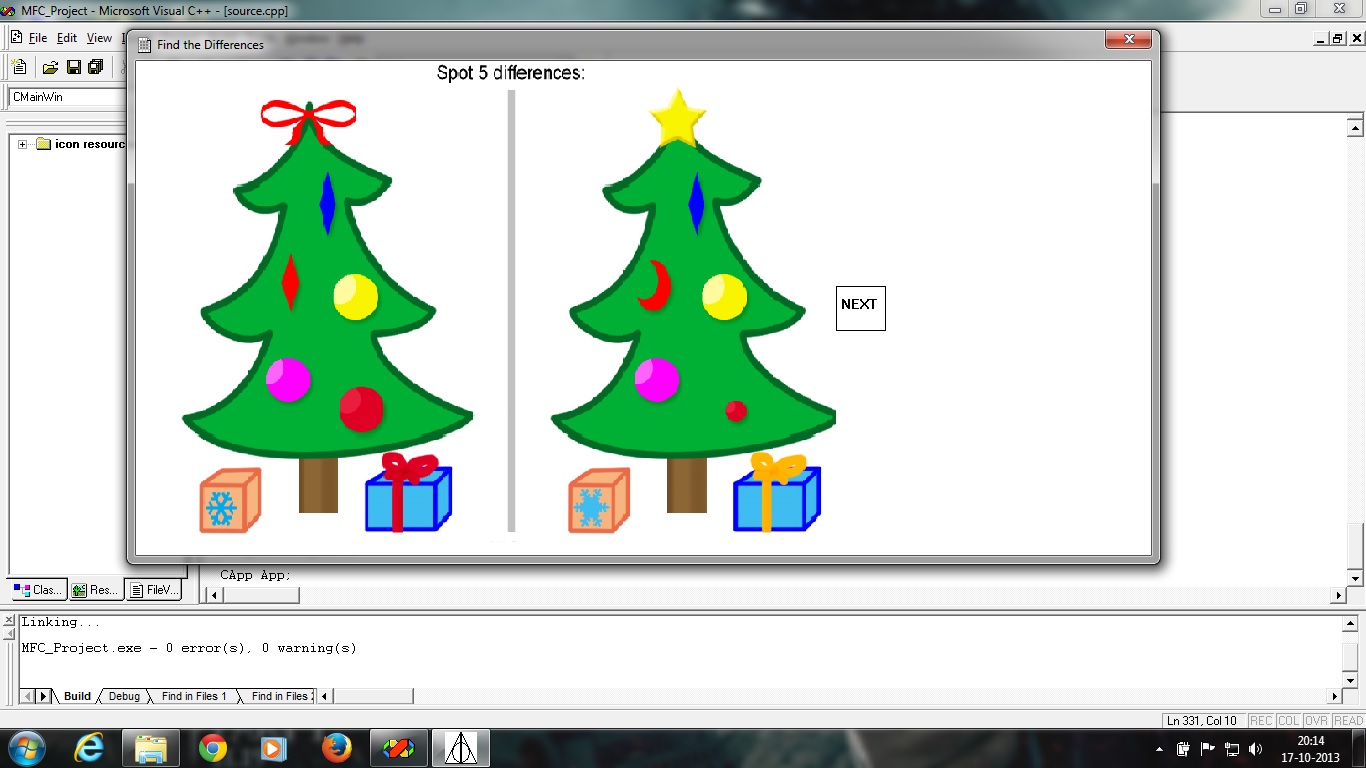 MFC_Project - Microsoft Visual C++ - [source.cpp]
File Edit View
Find the Differences
CMainWin
icon resourc
Spot 5 differences:
NEXT
Clas... Res... FileV...
CApp App;
Linking...
MFC_Project.exe - 0 error(s), 0 warning(s)
Build Debug Find in Files 1 Find in Files
Ln 331, Col 10 REC COL OVR READ
20:14
17-10-2013